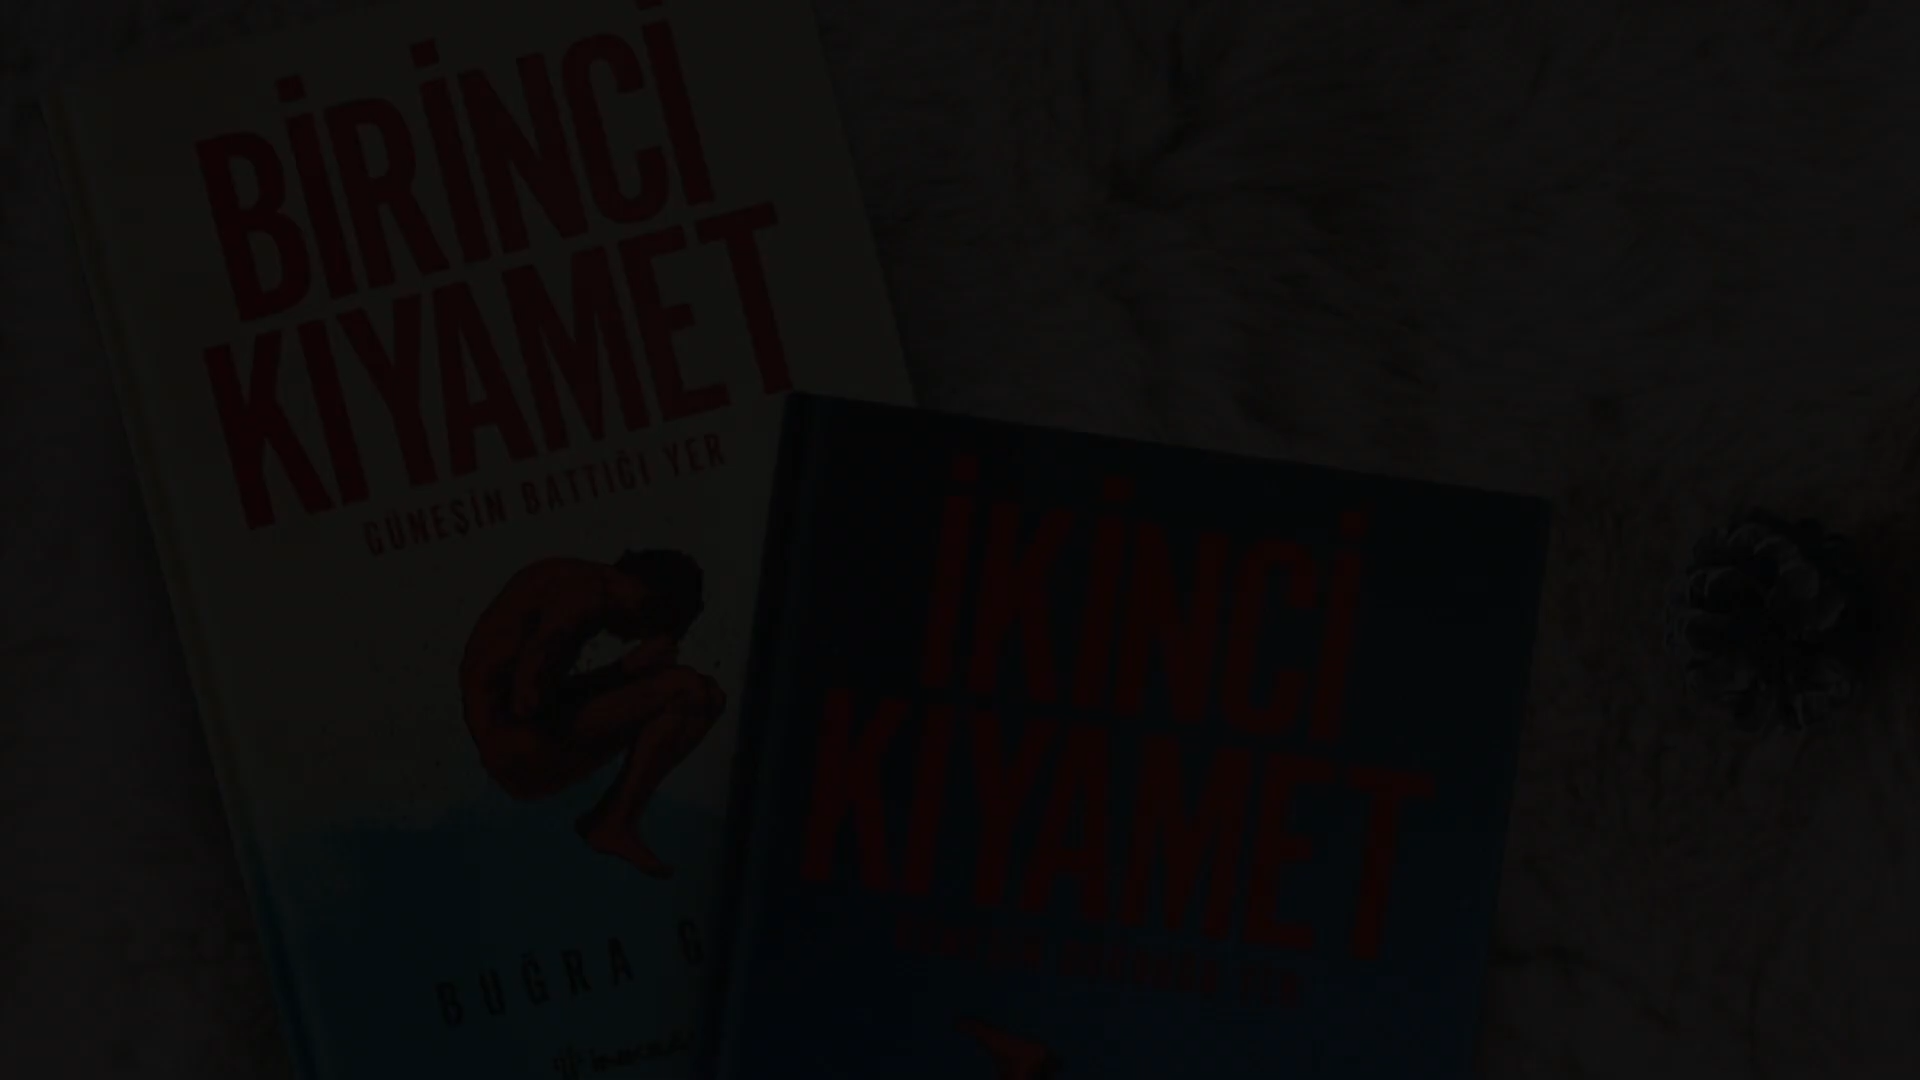 BİRİNCİ
KIYAMET
GÜNEŞİN BATTIĞI YER
BUĞRA G
İKİNCİ
KIYAMET